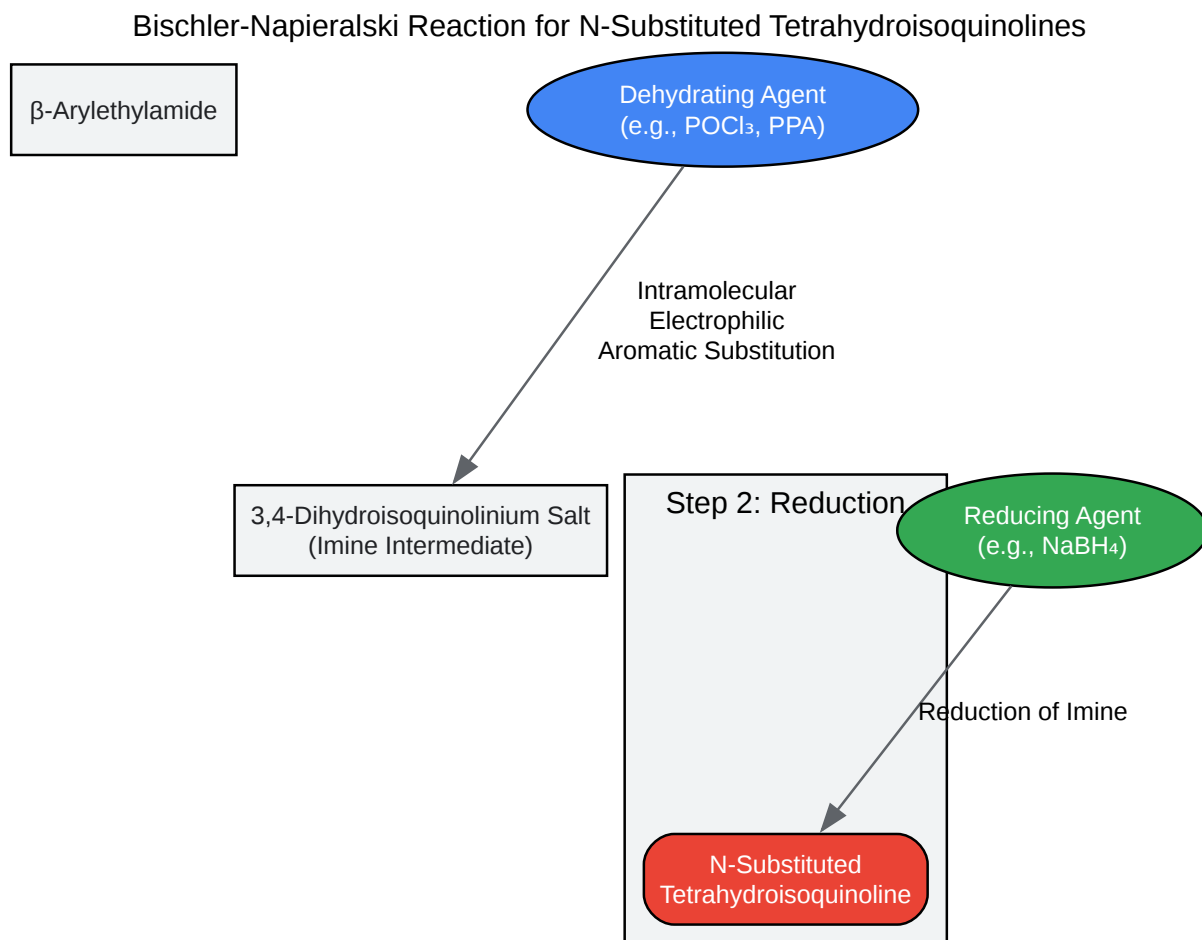 Bischler-Napieralski Reaction for N-Substituted Tetrahydroisoquinolines
β-Arylethylamide
Dehydrating Agent
(e.g., POCl₃, PPA)
Intramolecular
Electrophilic
Aromatic Substitution
3,4-Dihydroisoquinolinium Salt
(Imine Intermediate)
Step 2: Reduction
Reducing Agent
(e.g., NaBH₄)
Reduction of Imine
N-Substituted
Tetrahydroisoquinoline